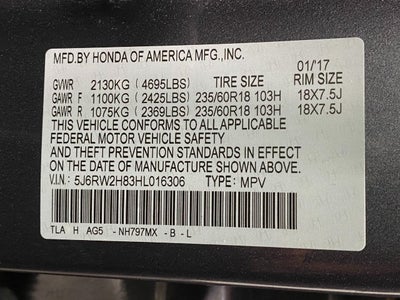 MFD.BY HONDA OF AMERICA MFG.,INC. 01/17
GVWR 2130KG (4695LBS) TIRE SIZE RIM SIZE
GAWR F 1100KG (2425LBS) 235/60R18 103H 18X7.5J
GAWR R 1075KG (2369LBS) 235/60R18 103H 18X7.5J
THIS VEHICLE CONFORMS TO ALL APPLICABLE
FEDERAL MOTOR VEHICLE SAFETY
AND THEFT PREVENTION STANDARDS IN EFFECT ON
THE DATE OF MANUFACTURE SHOWN ABOVE.
V.I.N.: 5J6RW2H83HL016306 TYPE: MPV
TLA H AG5 - NH797MX - B - L